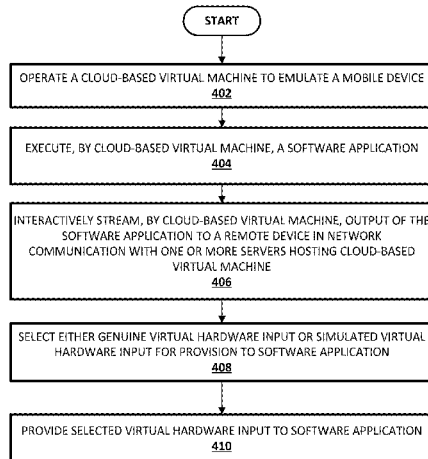 START
OPERATE A CLOUD-BASED VIRTUAL MACHINE TO EMULATE A MOBILE DEVICE
402
EXECUTE, BY CLOUD-BASED VIRTUAL MACHINE, A SOFTWARE APPLICATION
404
INTERACTIVELY STREAM, BY CLOUD-BASED VIRTUAL MACHINE, OUTPUT OF THE
SOFTWARE APPLICATION TO A REMOTE DEVICE IN NETWORK
COMMUNICATION WITH ONE OR MORE SERVERS HOSTING CLOUD-BASED
VIRTUAL MACHINE
406
SELECT EITHER GENUINE VIRTUAL HARDWARE INPUT OR SIMULATED VIRTUAL
HARDWARE INPUT FOR PROVISION TO SOFTWARE APPLICATION
408
PROVIDE SELECTED VIRTUAL HARDWARE INPUT TO SOFTWARE APPLICATION
410